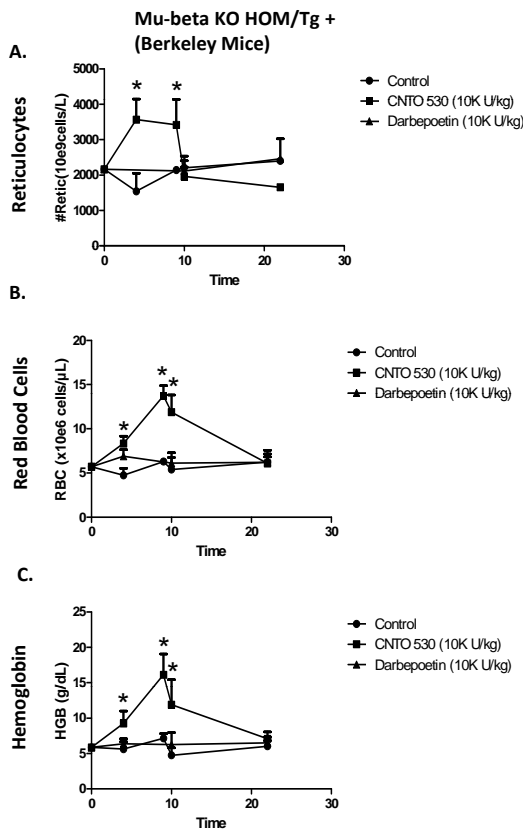 Mu-beta KO HOM/Tg +
(Berkeley Mice)
A.
Reticulocytes
#Retic(10e9cells/L)
5000
4000
3000
2000
1000
0
* *
0 10 20 30
Time
Control
CNTO 530 (10K U/kg)
Darbepoetin (10K U/kg)
B.
Red Blood Cells
RBC (x10e6 cells/µL)
20
15
10
5
0
* * *
0 10 20 30
Time
Control
CNTO 530 (10K U/kg)
Darbepoetin (10K U/kg)
C.
Hemoglobin
HGB (g/dL)
25
20
15
10
5
0
* * *
0 10 20 30
Time
Control
CNTO 530 (10K U/kg)
Darbepoetin (10K U/kg)